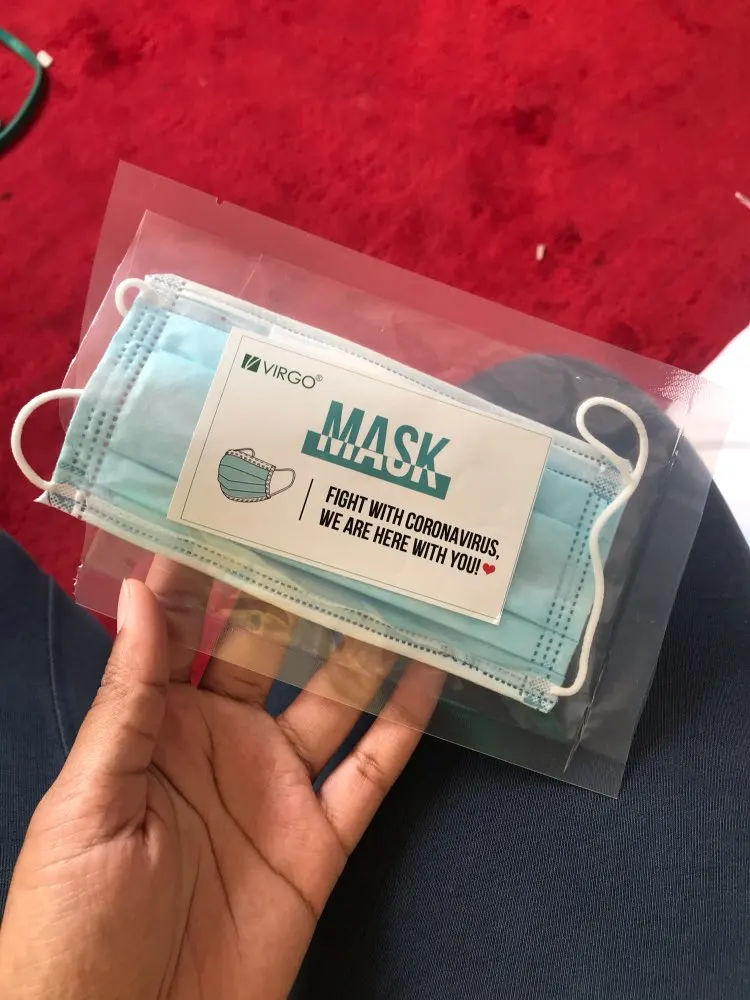 VIRGO®
MASK
FIGHT WITH CORONAVIRUS,
WE ARE HERE WITH YOU!❤